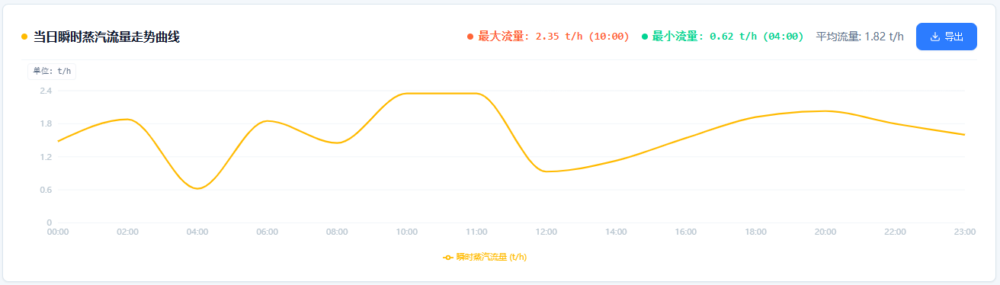 当日瞬时蒸汽流量走势曲线
最大流量: 2.35 t/h (10:00)
最小流量: 0.62 t/h (04:00)
平均流量: 1.82 t/h
导出
单位: t/h
2.4
1.8
1.2
0.6
0
00:00 02:00 04:00 06:00 08:00 10:00 11:00 12:00 14:00 16:00 18:00 20:00 22:00 23:00
瞬时蒸汽流量 (t/h)